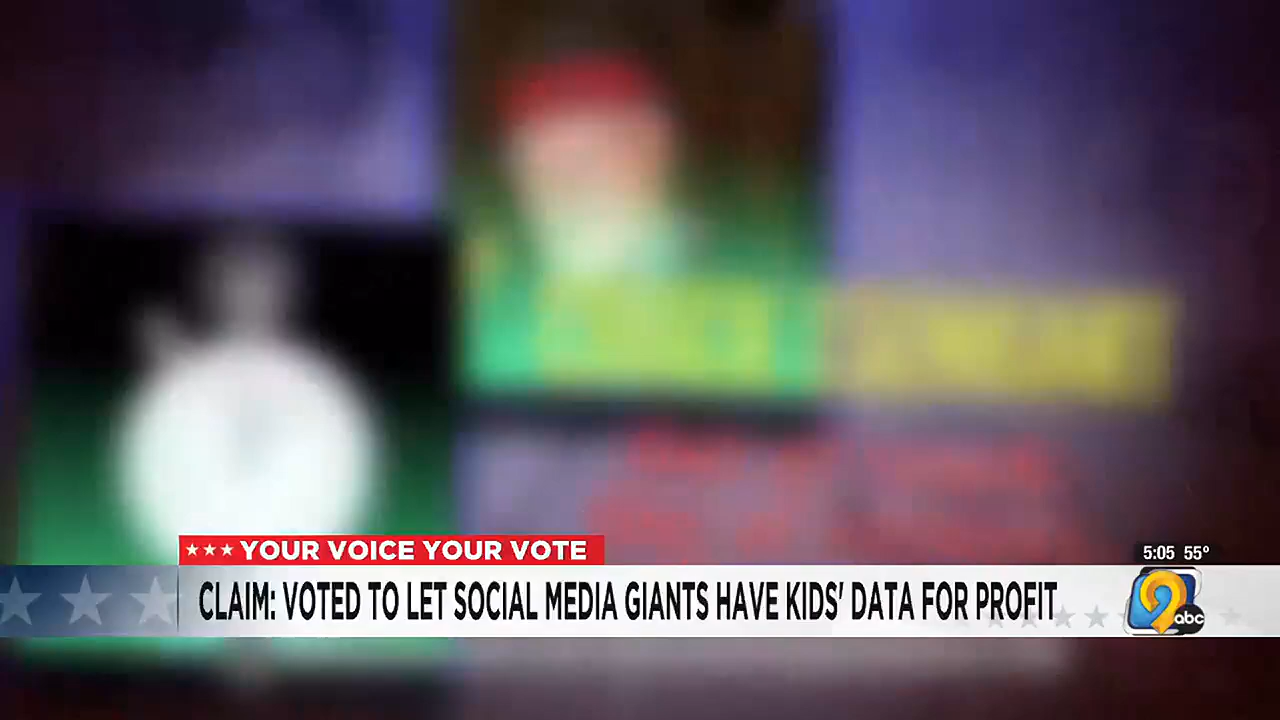 ★★★ YOUR VOICE YOUR VOTE
CLAIM: VOTED TO LET SOCIAL MEDIA GIANTS HAVE KIDS' DATA FOR PROFIT
5:05 55°
9 abc